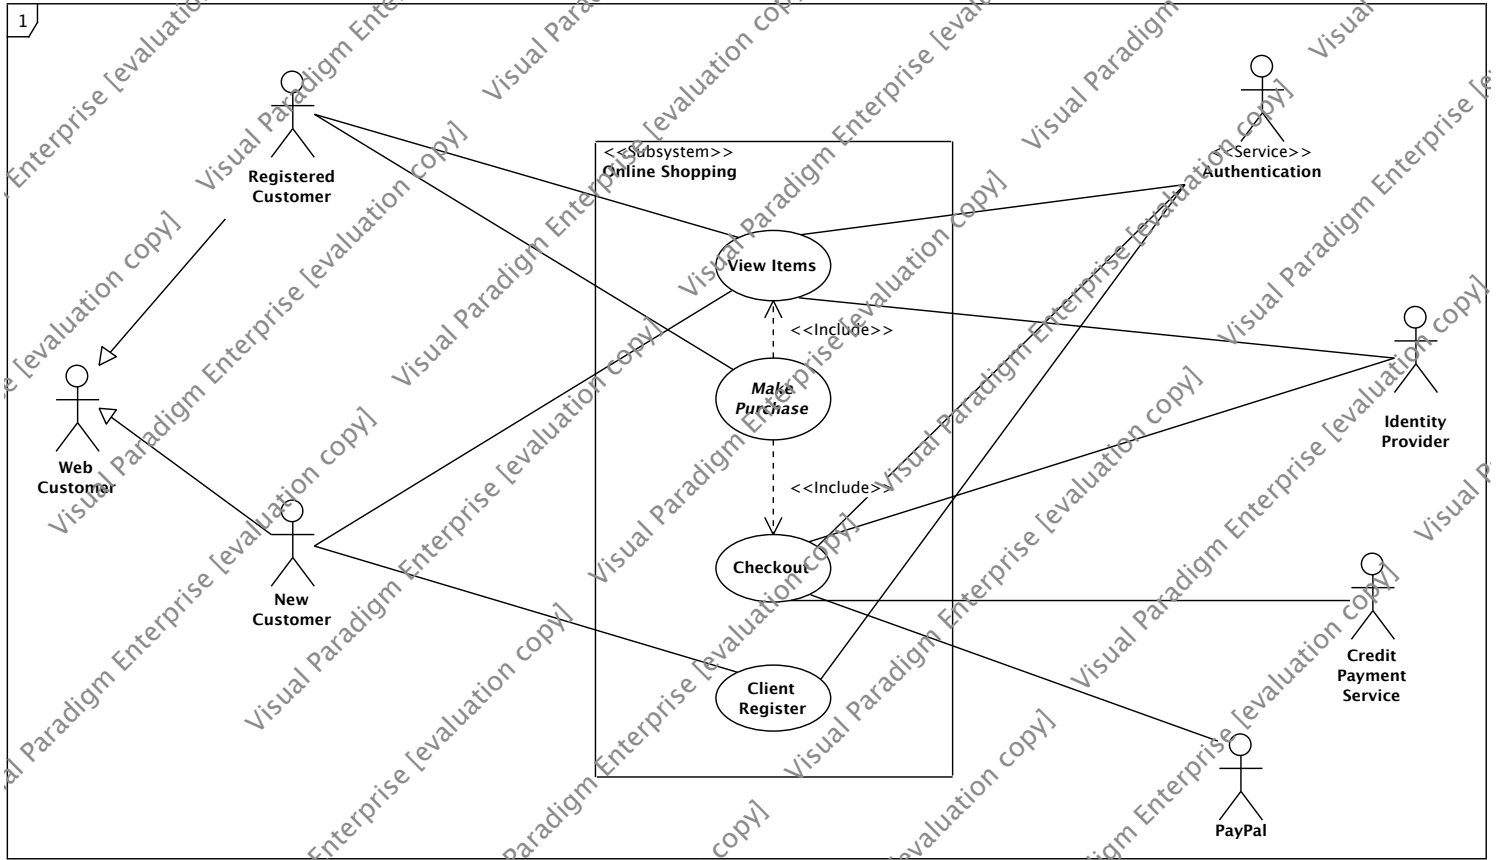 1
Registered
Customer
<<Subsystem>>
Online Shopping
<<Service>>
Authentication
View Items
<<Include>>
Make
Purchase
Identity
Provider
Web
Customer
<<Include>>
Checkout
New
Customer
Credit
Payment
Service
Client
Register
PayPal
Visual Paradigm Enterprise [evaluation copy]